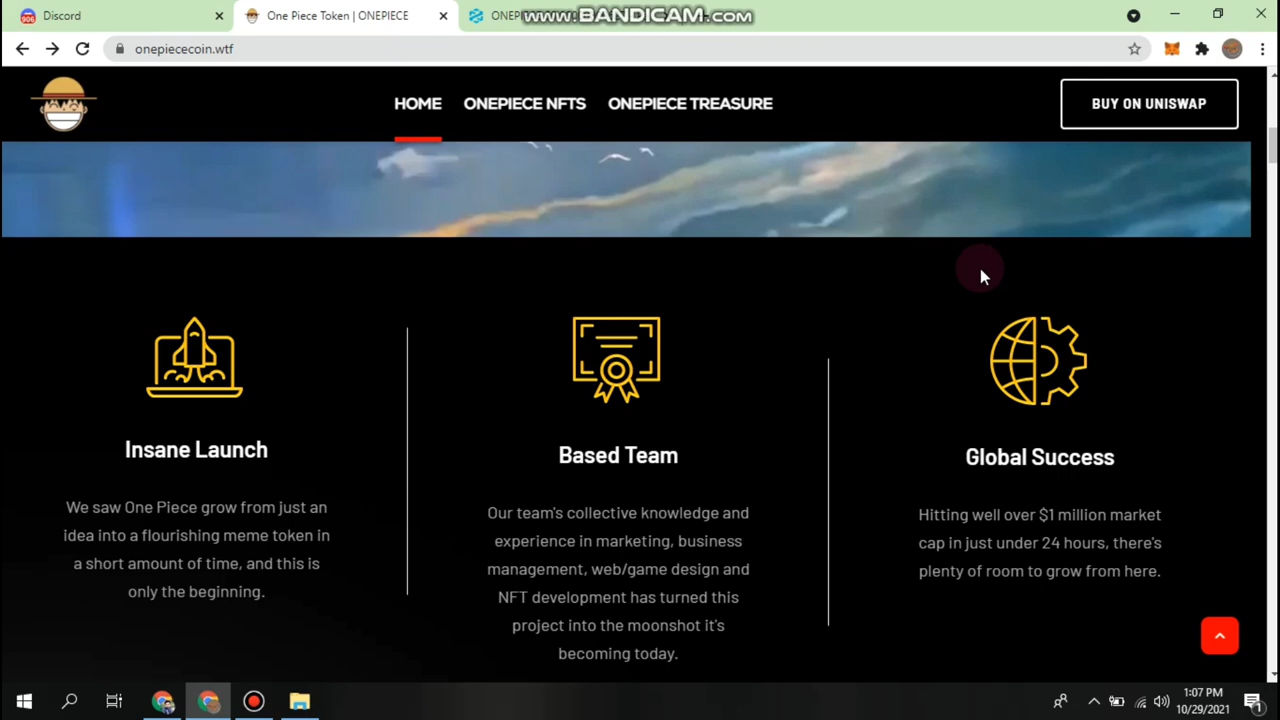 906
Discord
One Piece Token | ONEPIECE
ONEP
www.BANDICAM.com
onepiececoin.wtf
HOME
ONEPIECE NFTS
ONEPIECE TREASURE
BUY ON UNISWAP
Insane Launch
We saw One Piece grow from just an
idea into a flourishing meme token in
a short amount of time, and this is
only the beginning.
Based Team
Our team's collective knowledge and
experience in marketing, business
management, web/game design and
NFT development has turned this
project into the moonshot it's
becoming today.
Global Success
Hitting well over $1 million market
cap in just under 24 hours, there's
plenty of room to grow from here.
1:07 PM
10/29/2021
1